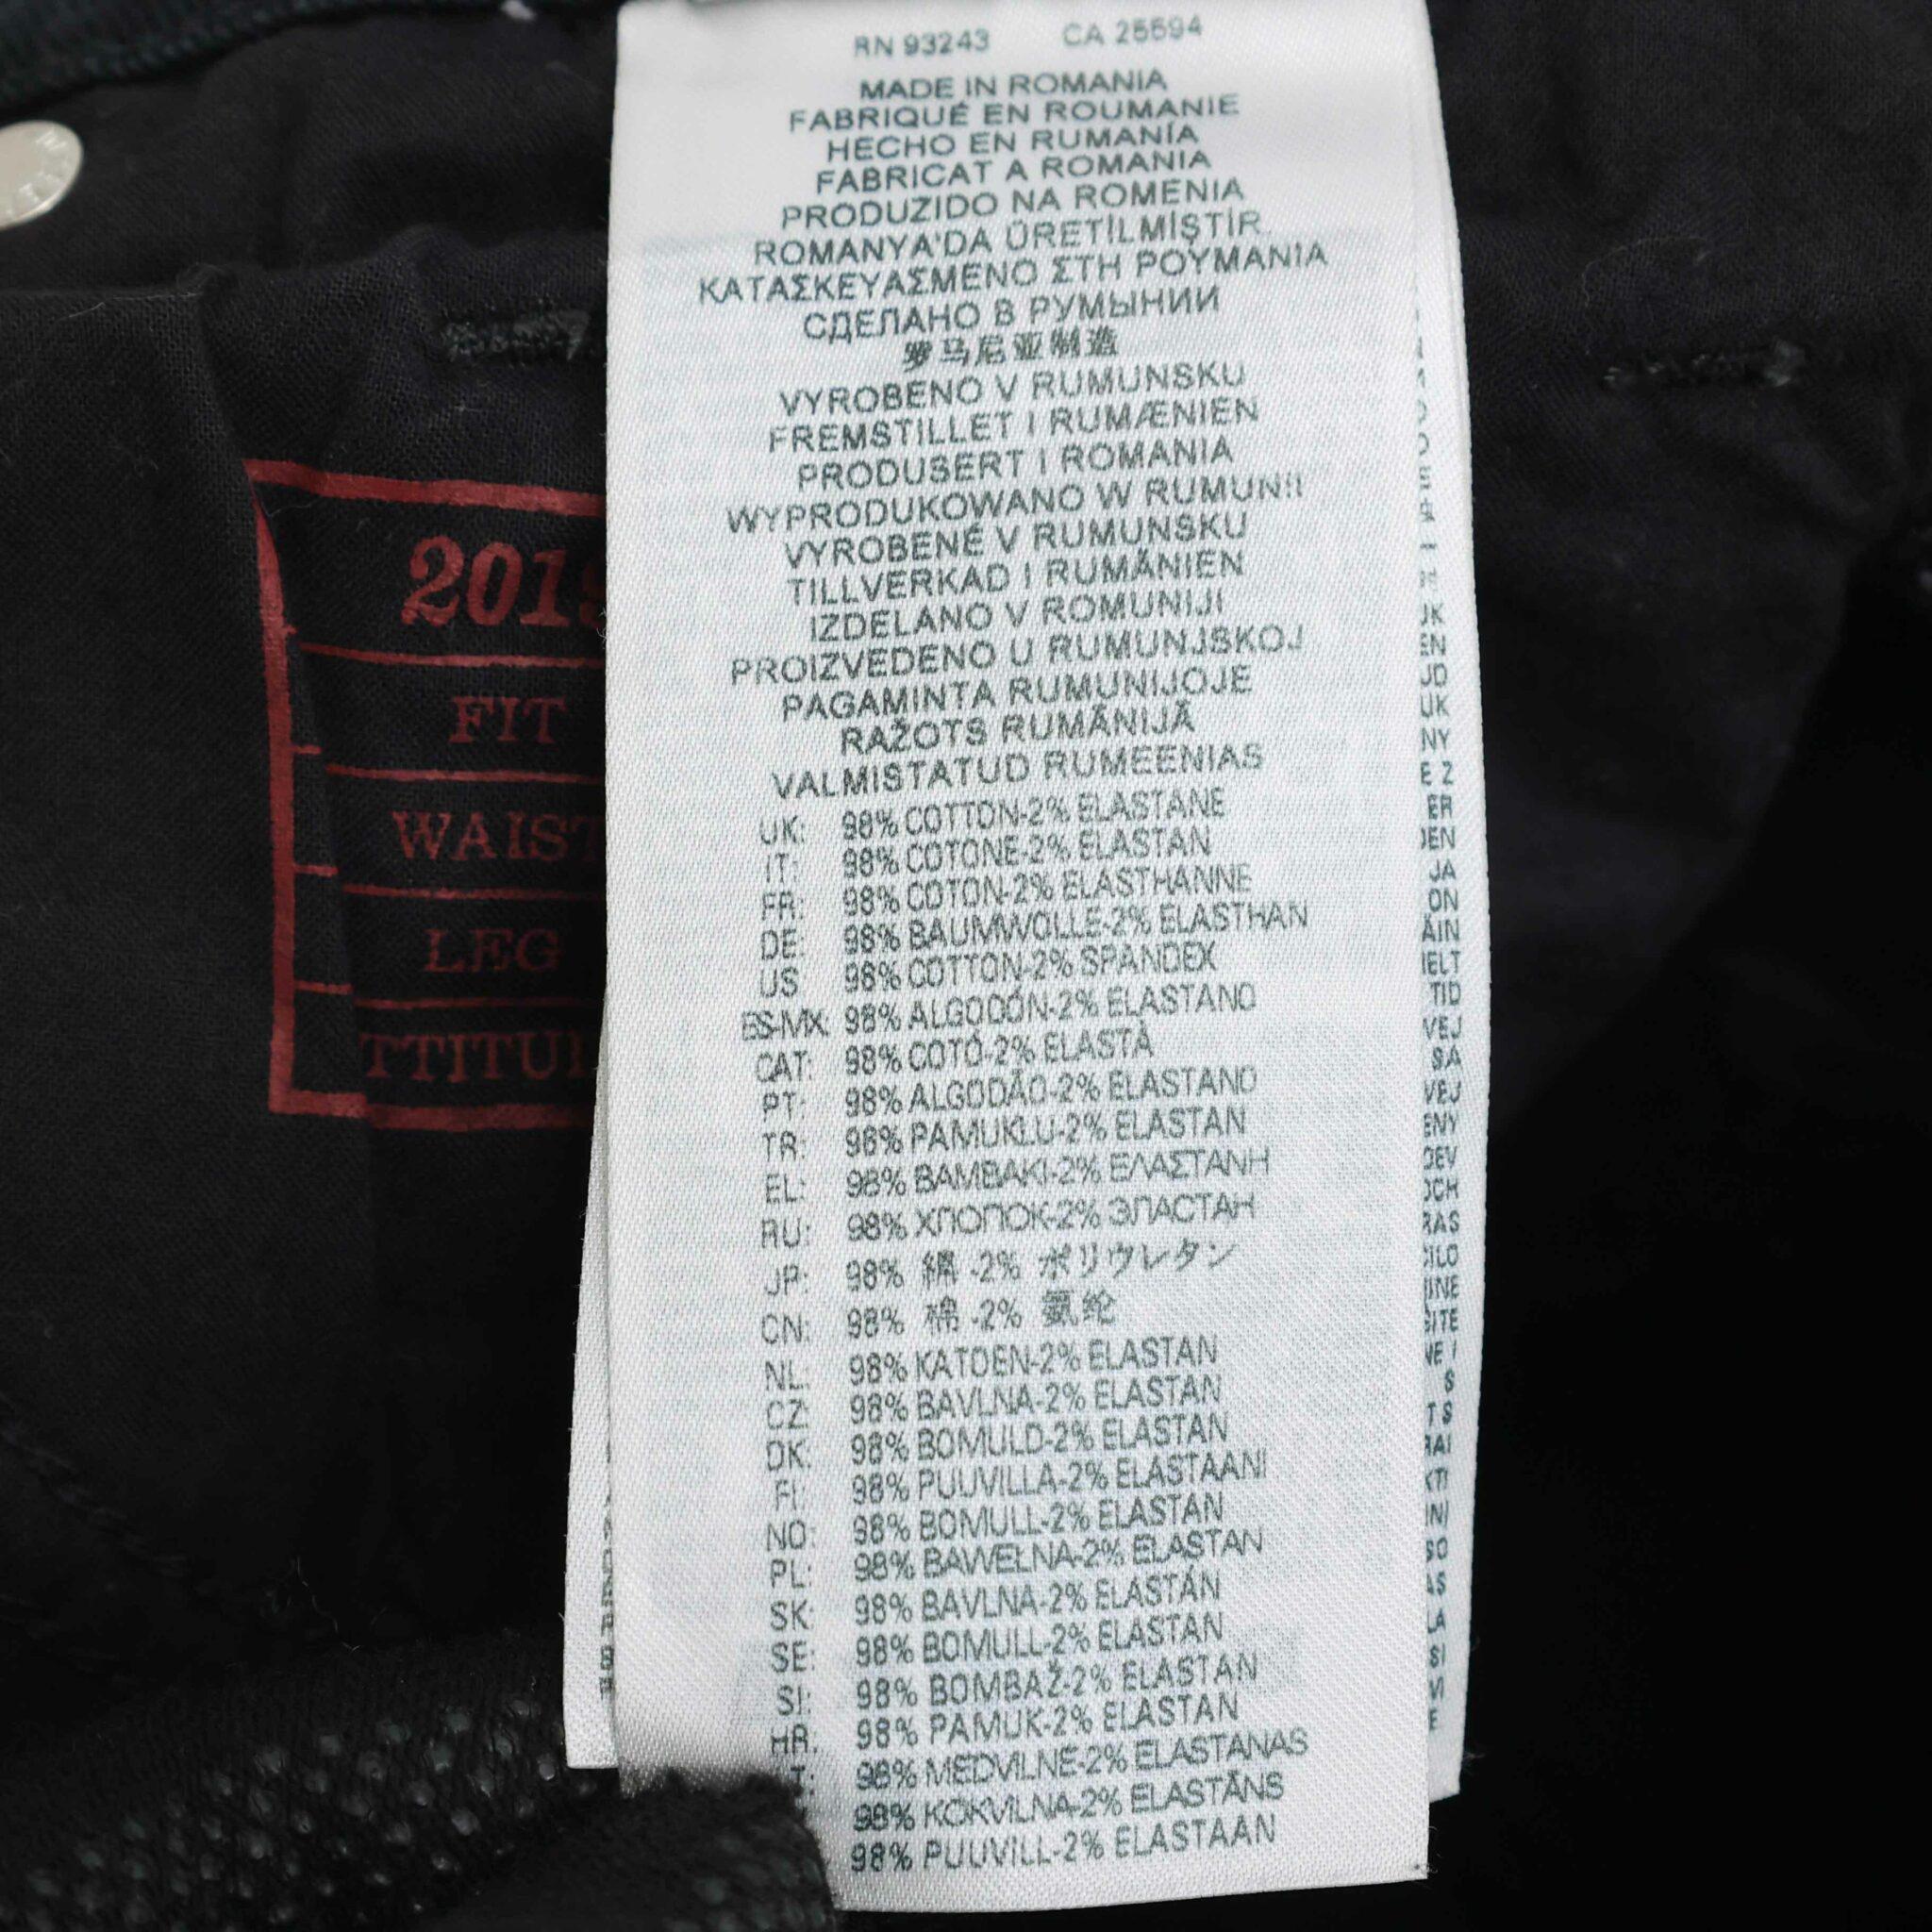 RN 93243 CA 25594
MADE IN ROMANIA
FABRIQUÉ EN ROUMANIE
HECHO EN RUMANÍA
FABRICAT A ROMANIA
PRODUZIDO NA ROMENIA
ROMANYA'DA ÜRETİLMİŞTİR
ΚΑΤΑΣΚΕΥΑΣΜΕΝΟ ΣΤΗ ΡΟΥΜΑΝΙΑ
СДЕЛАНО В РУМЫНИИ
罗马尼亚制造
VYROBENO V RUMUNSKU
FREMSTILLET I RUMÆNIEN
PRODUSERT I ROMANIA
WYPRODUKOWANO W RUMUNII
VYROBENÉ V RUMUNSKU
TILLVERKAD I RUMÄNIEN
IZDELANO V ROMUNIJI
PROIZVEDENO U RUMUNJSKOJ
PAGAMINTA RUMUNIJOJE
RAŽOTS RUMĀNIJĀ
VALMISTATUD RUMEENIAS
UK: 98% COTTON-2% ELASTANE
IT: 98% COTONE-2% ELASTAN
FR: 98% COTON-2% ELASTHANNE
DE: 98% BAUMWOLLE-2% ELASTHAN
US 98% COTTON-2% SPANDEX
ES-MX: 98% ALGODÓN-2% ELASTANO
CAT: 98% COTÓ-2% ELASTÀ
PT: 98% ALGODÃO-2% ELASTANO
TR: 98% PAMUKLU-2% ELASTAN
EL: 98% ΒΑΜΒΑΚΙ-2% ΕΛΑΣΤΑΝΗ
RU: 98% ХЛОПОК-2% ЭЛАСТАН
JP: 98% 綿 -2% ポリウレタン
CN: 98% 棉 -2% 氨纶
NL: 98% KATOEN-2% ELASTAN
CZ 98% BAVLNA-2% ELASTAN
DK: 98% BOMULD-2% ELASTAN
FI: 98% PUUVILLA-2% ELASTAANI
NO: 98% BOMULL-2% ELASTAN
PL: 98% BAWEŁNA-2% ELASTAN
SK: 98% BAVLNA-2% ELASTÁN
SE: 98% BOMULL-2% ELASTAN
SI: 98% BOMBAŽ-2% ELASTAN
HR: 98% PAMUK-2% ELASTAN
98% MEDVILNĖ-2% ELASTANAS
98% KOKVILNA-2% ELASTĀNS
98% PUUVILL-2% ELASTAAN
2019
FIT
WAIST
LEG